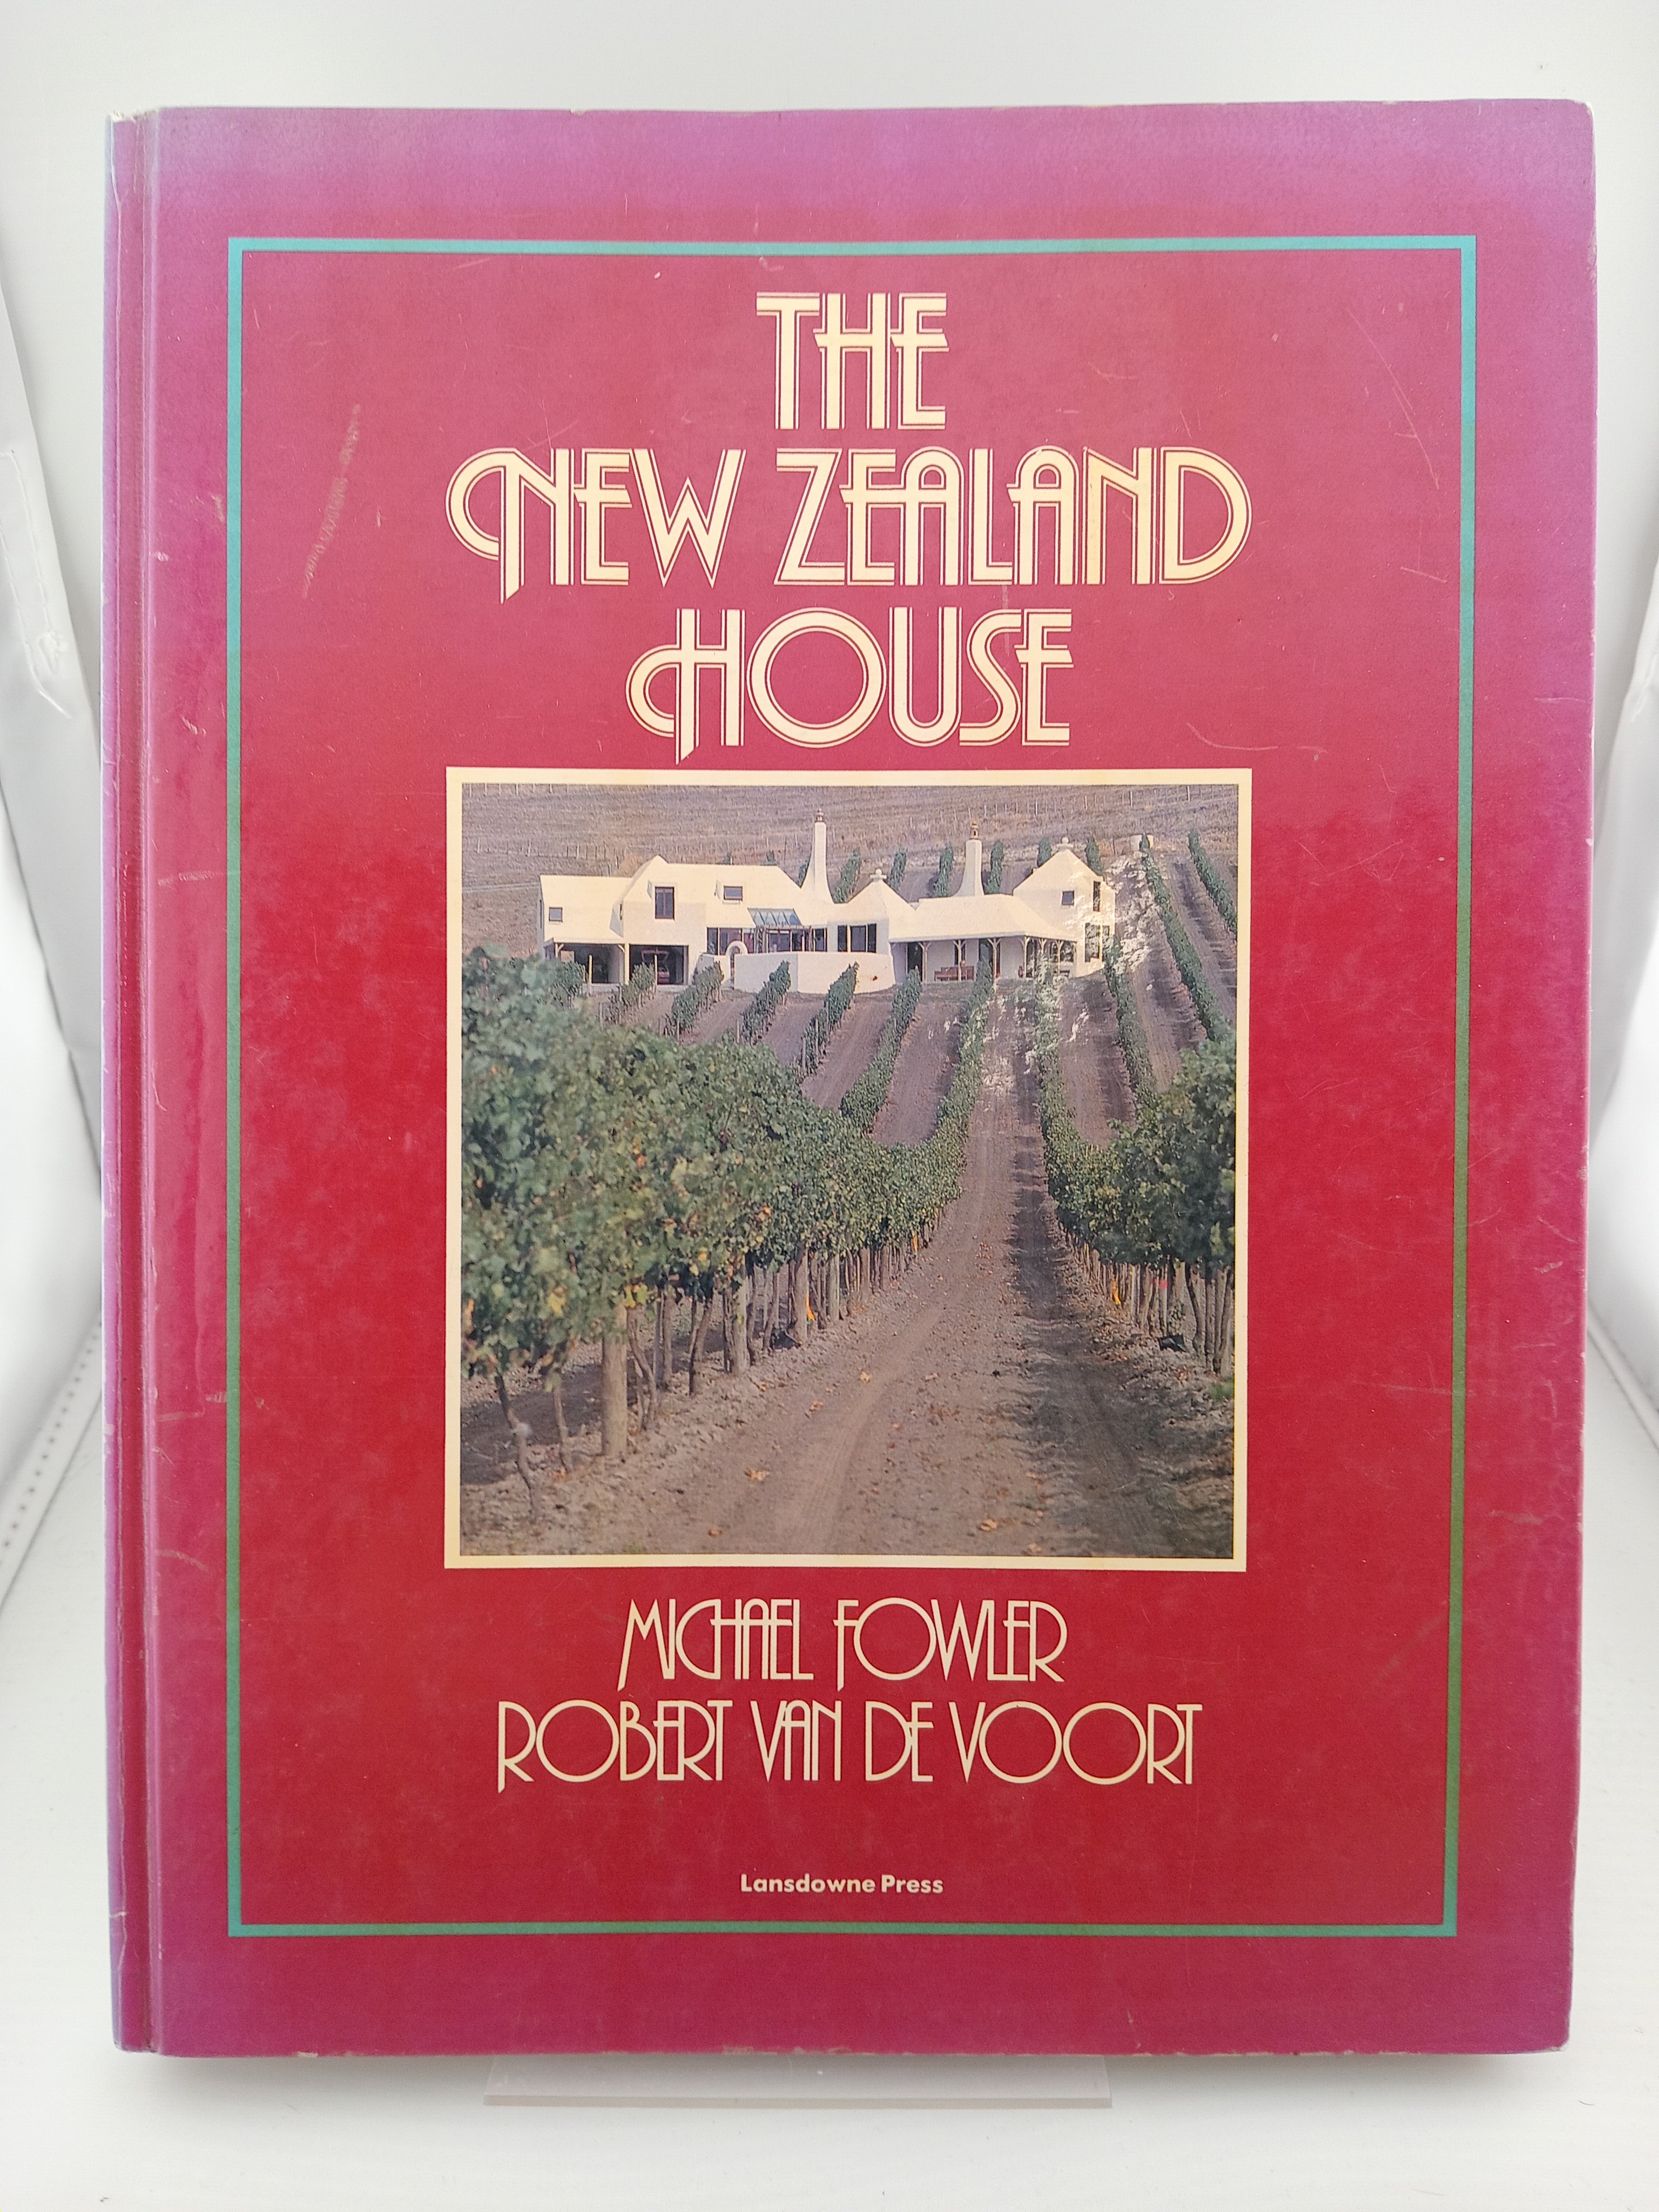 THE
NEW ZEALAND
HOUSE
MICHAEL FOWLER
ROBERT VAN DE VOORT
Lansdowne Press